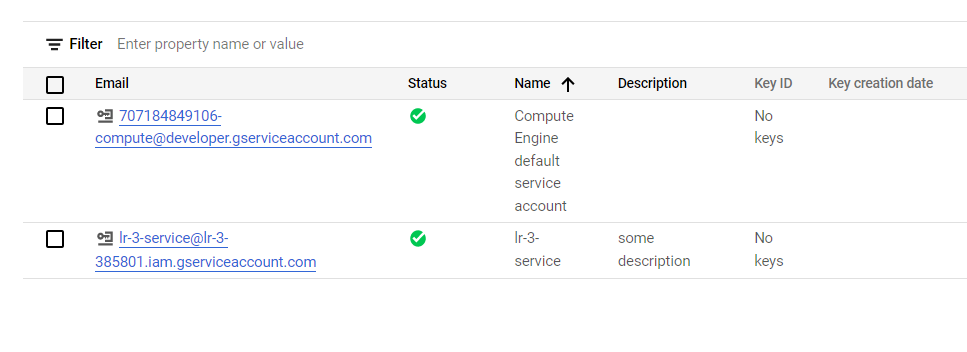 Filter Enter property name or value
Email Status Name Description Key ID Key creation date
707184849106-
compute@developer.gserviceaccount.com
Compute
Engine
default
service
account
No
keys
lr-3-service@lr-3-
385801.iam.gserviceaccount.com
lr-3-
service
some
description
No
keys